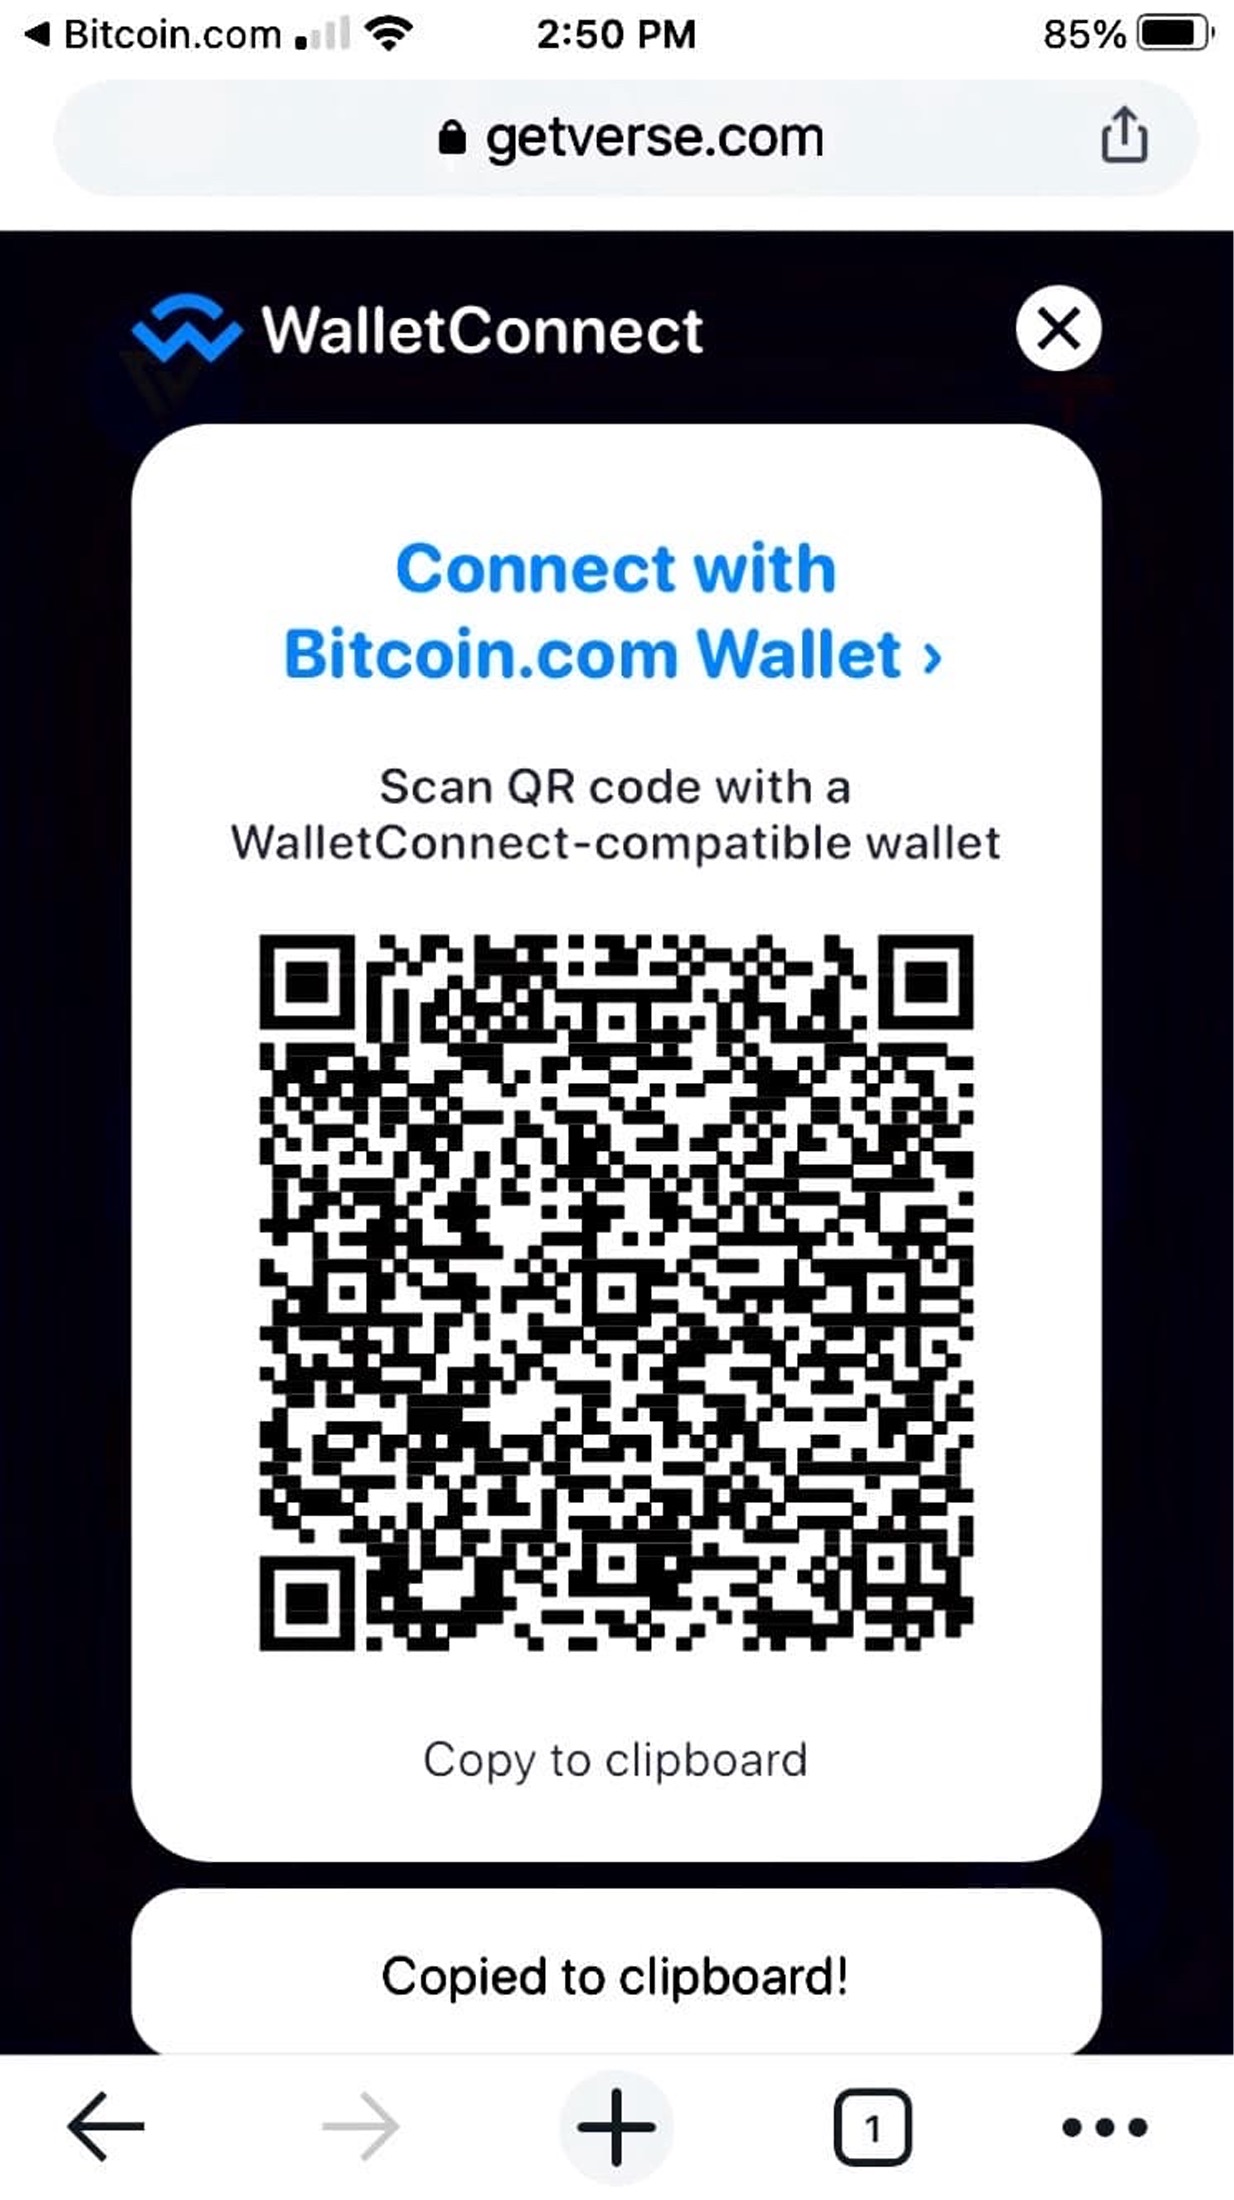 Bitcoin.com 2:50 PM 85%
getverse.com
WalletConnect
Connect with
Bitcoin.com Wallet ›
Scan QR code with a
WalletConnect-compatible wallet
Copy to clipboard
Copied to clipboard!
1